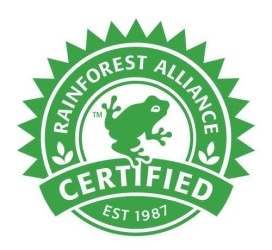 RAINFOREST ALLIANCE
TM
CERTIFIED
EST 1987